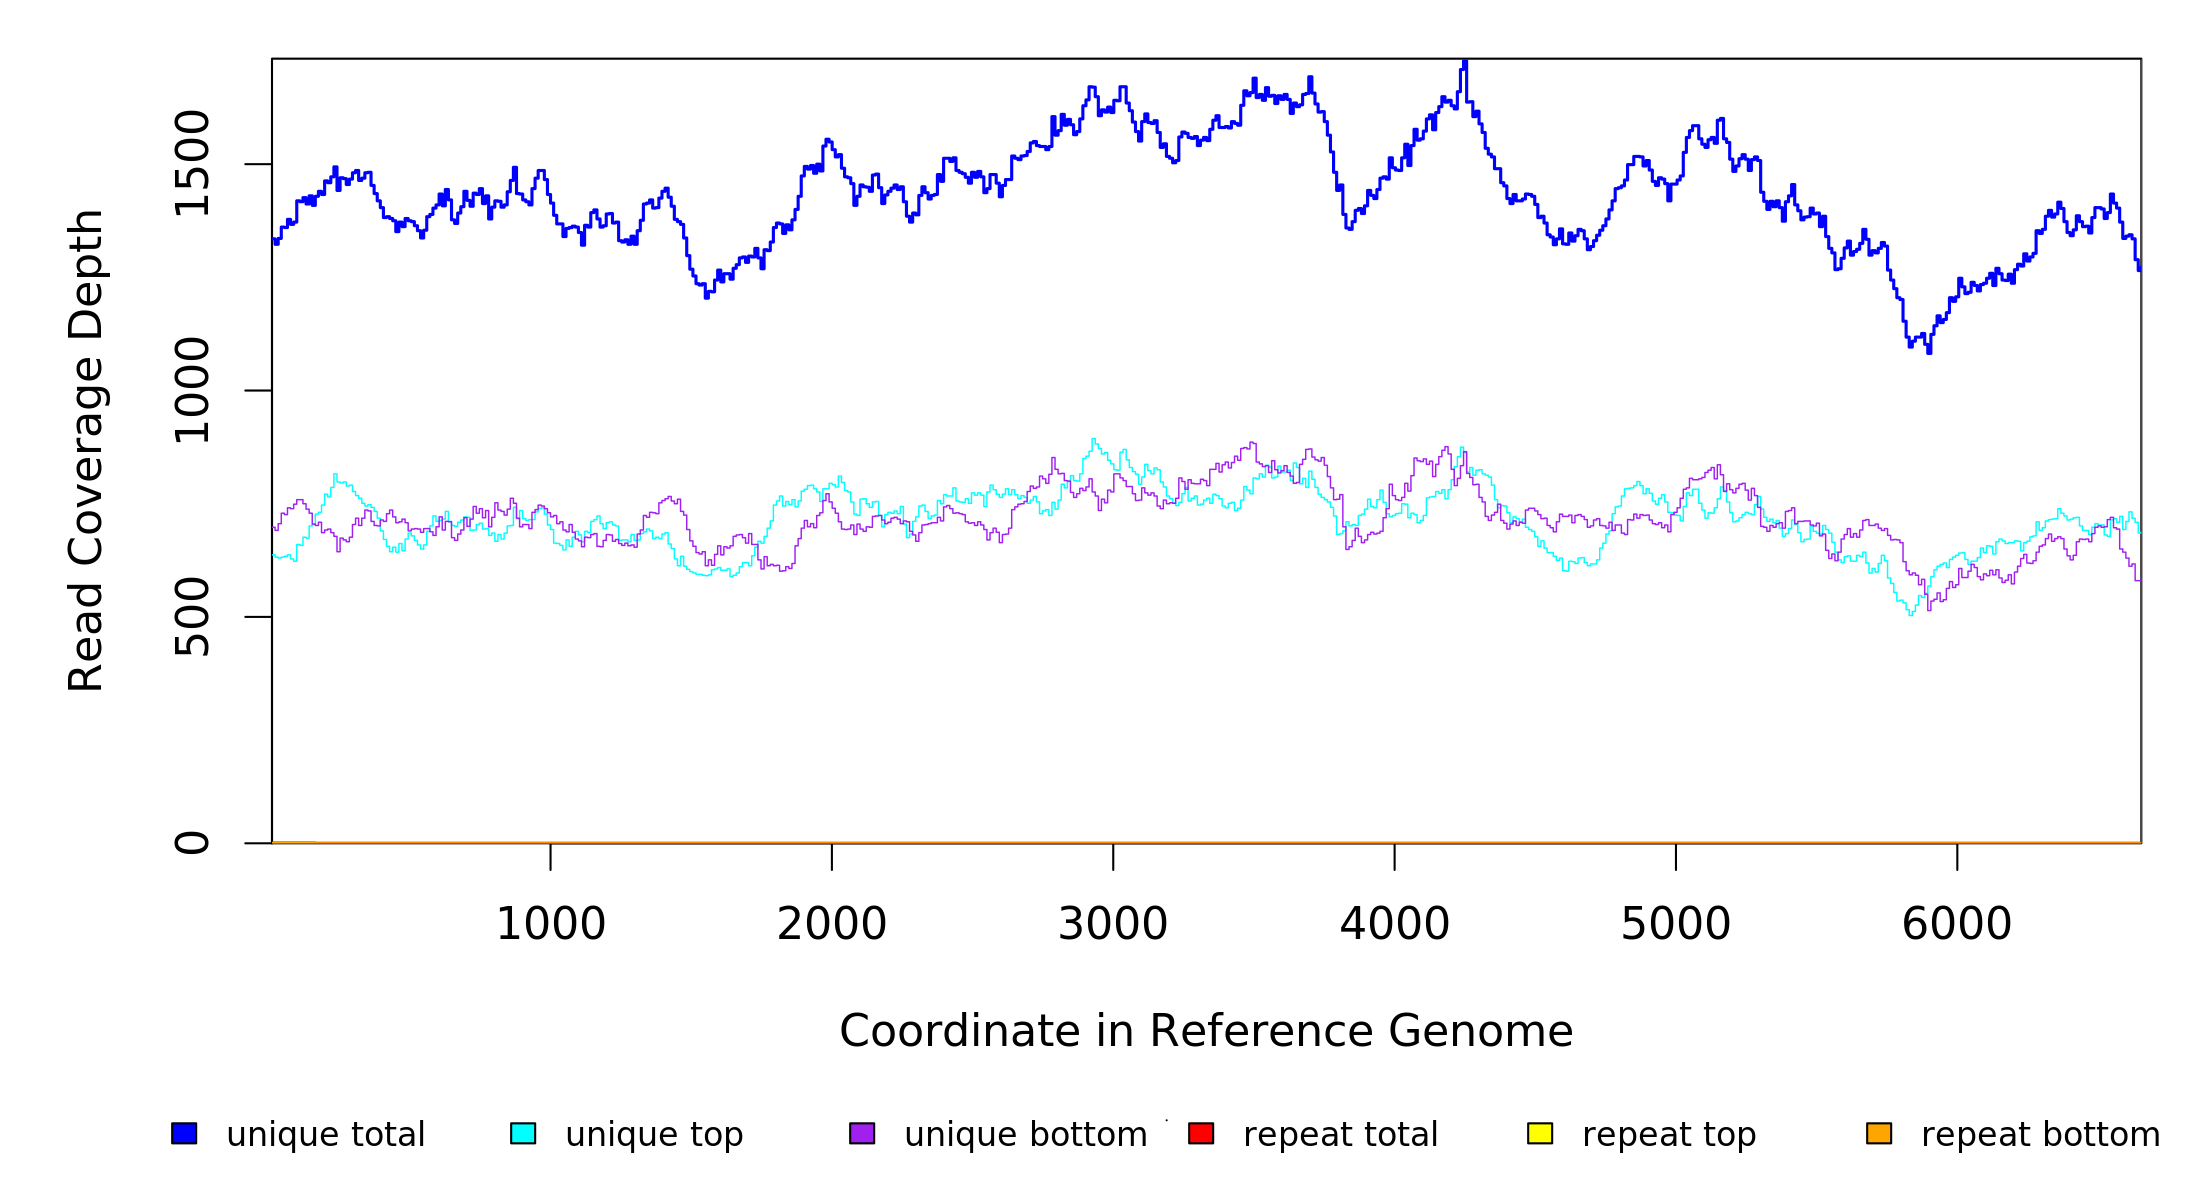 Read Coverage Depth
1500
1000
500
0
1000 2000 3000 4000 5000 6000
Coordinate in Reference Genome
unique total unique top unique bottom repeat total repeat top repeat bottom